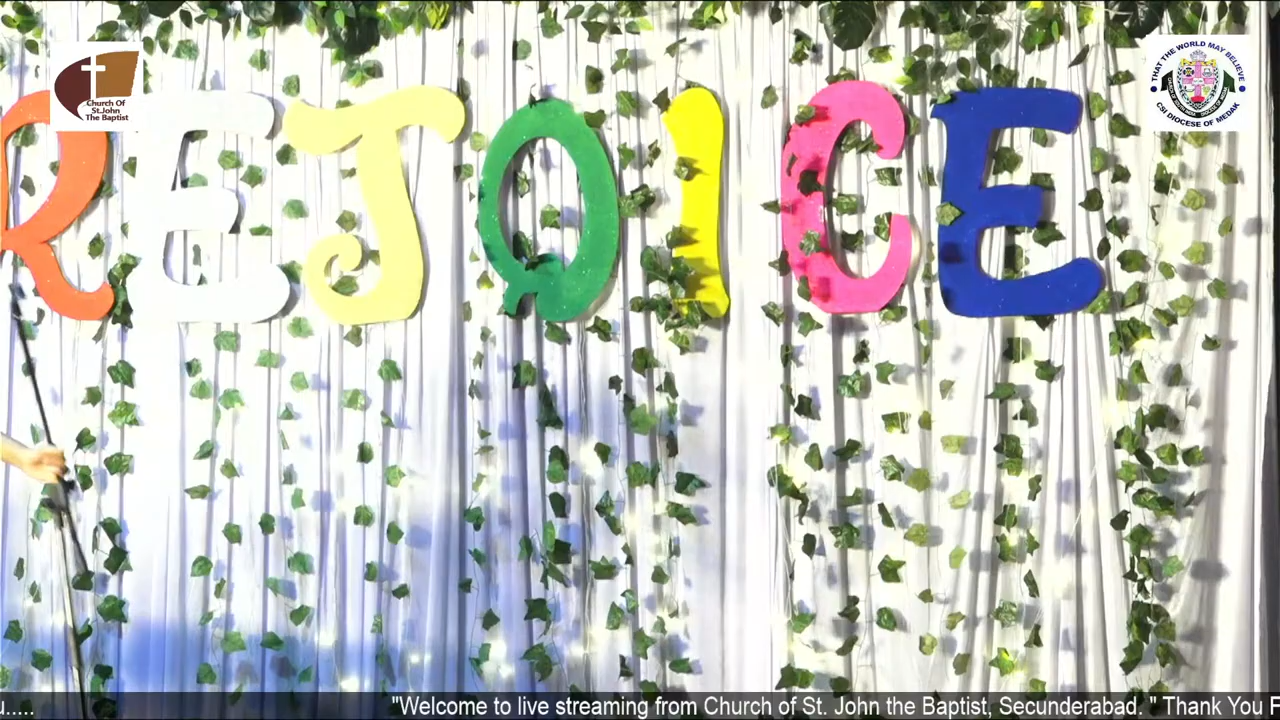 Church Of
St.John
The Baptist
THAT THE WORLD MAY BELIEVE
CSI DIOCESE OF MEDAK
REJOICE
u..... "Welcome to live streaming from Church of St. John the Baptist, Secunderabad. " Thank You F